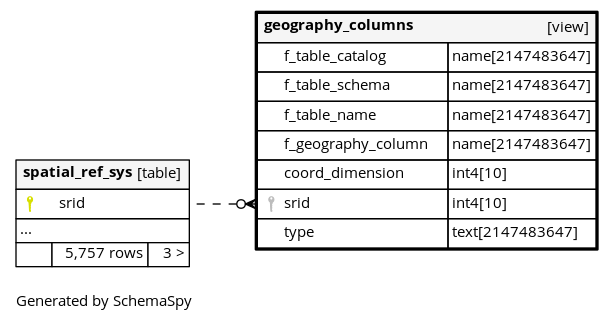 geography_columns [view]
f_table_catalog name[2147483647]
f_table_schema name[2147483647]
f_table_name name[2147483647]
f_geography_column name[2147483647]
coord_dimension int4[10]
srid int4[10]
type text[2147483647]
spatial_ref_sys [table]
srid
...
5,757 rows 3 >
Generated by SchemaSpy